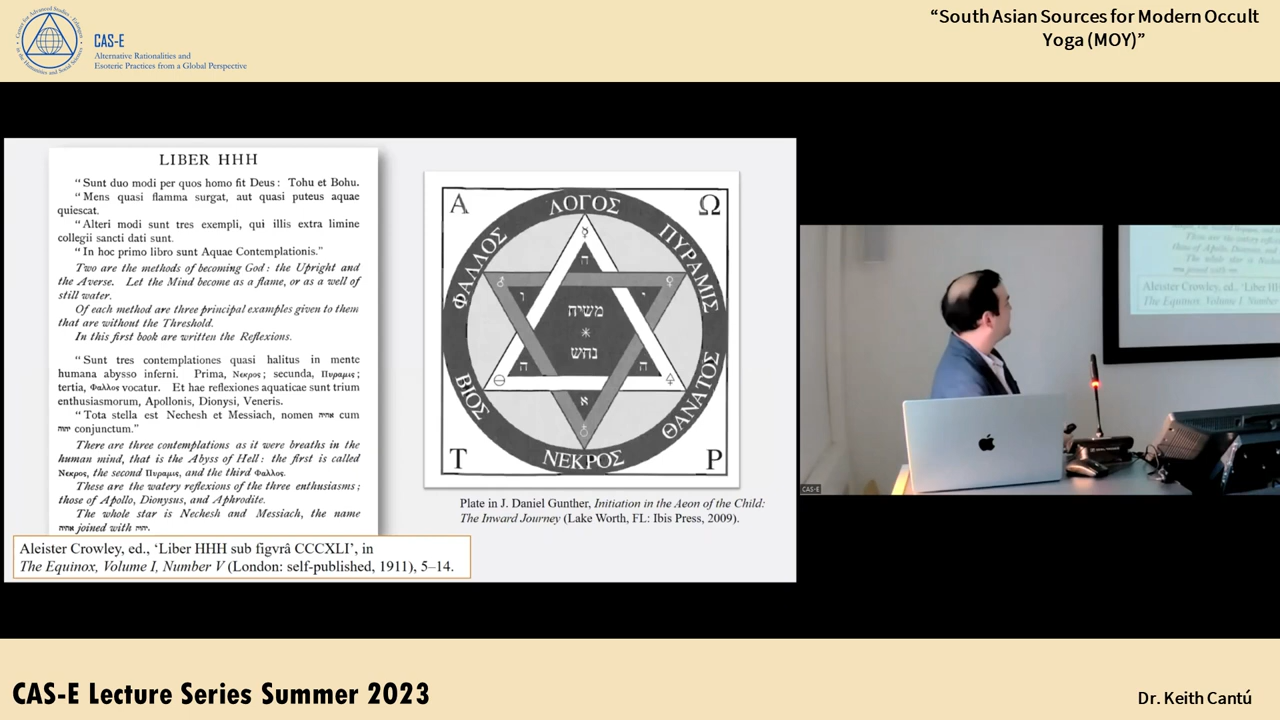 CAS-E
Alternative Rationalities and
Esoteric Practices from a Global Perspective
“South Asian Sources for Modern Occult
Yoga (MOY)”
LIBER HHH
“ Sunt duo modi per quos homo fit Deus : Tohu et Bohu.
“ Mens quasi flamma surgat, aut quasi puteus aquae
quiescat.
“ Alteri modi sunt tres exempli, qui illis extra limine
collegii sancti dati sunt.
“ In hoc primo libro sunt Aquae Contemplationis.”
Two are the methods of becoming God : the Upright and
the Averse. Let the Mind become as a flame, or as a well of
still water.
Of each method are three principal examples given to them
that are without the Threshold.
In this first book are written the Reflexions.
“ Sunt tres contemplationes quasi halitus in mente
humana abysso inferni. Prima, Νεκρος ; secunda, Πυραμις ;
tertia, Φαλλος vocatur. Et hae reflexiones aquaticae sunt trium
enthusiasmorum, Apollonis, Dionysi, Veneris.
“ Tota stella est Nechesh et Messiach, nomen אהיה cum
יהוה conjunctum.”
There are three contemplations as it were breaths in the
human mind, that is the Abyss of Hell : the first is called
Νεκρος, the second Πυραμις, and the third Φαλλος.
These are the watery reflexions of the three enthusiasms ;
those of Apollo, Dionysus, and Aphrodite.
The whole star is Nechesh and Messiach, the name
אהיה joined with יהוה.
Aleister Crowley, ed., ‘Liber HHH sub figvrâ CCCXLI’, in
The Equinox, Volume I, Number V (London: self-published, 1911), 5–14.
Α
Ω
ΛΟΓΟΣ
ΦΑΛΛΟΣ
ΠΥΡΑΜΙΣ
☿
ה
♂
♀
ו
י
משיח
נחש
ה
ה
א
ΒΙΟΣ
ΘΑΝΑΤΟΣ
ΝΕΚΡΟΣ
Τ
Ρ
Plate in J. Daniel Gunther, Initiation in the Aeon of the Child:
The Inward Journey (Lake Worth, FL: Ibis Press, 2009).
Aleister Crowley, ed., ‘Liber HH
The Equinox, Volume I, Number
CAS-E
CAS-E Lecture Series Summer 2023
Dr. Keith Cantú